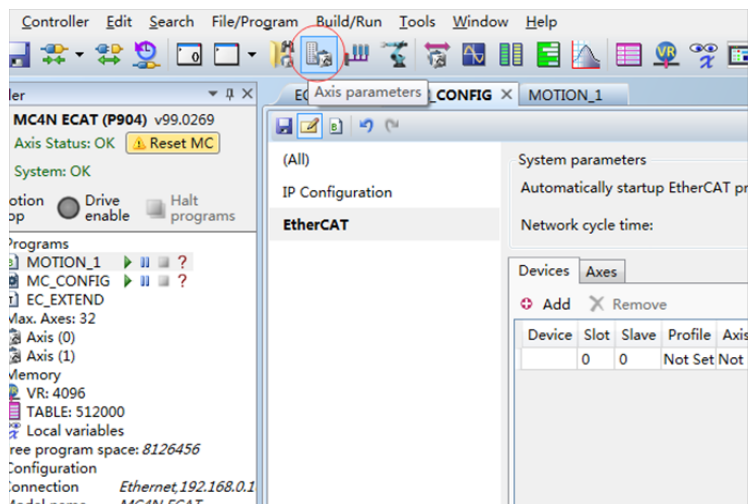 Controller Edit Search File/Program Build/Run Tools Window Help
Axis parameters
_CONFIG
MOTION_1
MC4N ECAT (P904) v99.0269
Axis Status: OK Reset MC
System: OK
Drive enable
Halt programs
Programs
MOTION_1
MC_CONFIG
EC_EXTEND
Max. Axes: 32
Axis (0)
Axis (1)
Memory
VR: 4096
TABLE: 512000
Local variables
ree program space: 8126456
Configuration
Connection Ethernet,192.168.0.1
MC4N ECAT
(All)
IP Configuration
EtherCAT
System parameters
Automatically startup EtherCAT pr
Network cycle time:
Devices Axes
Add Remove
Device Slot Slave Profile Axis
0 0 Not Set Not